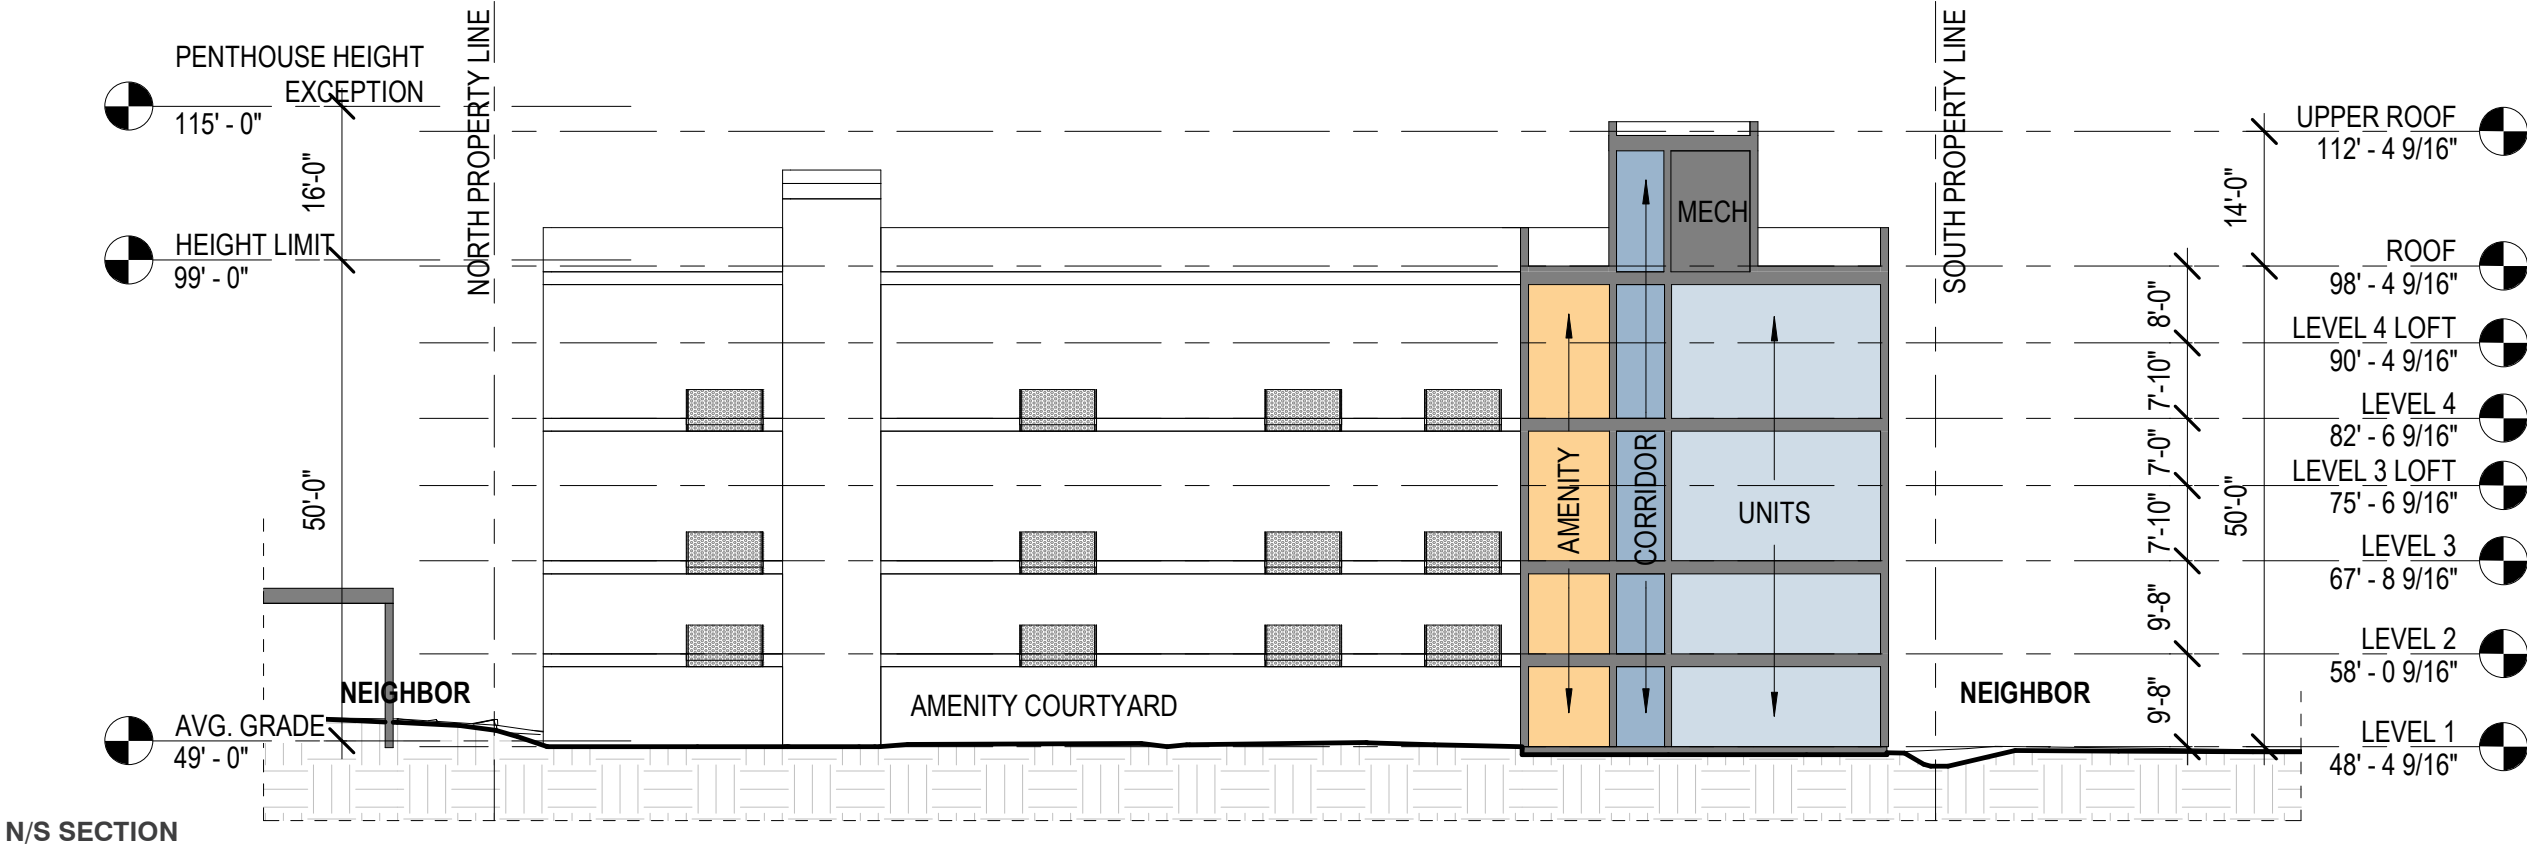 PENTHOUSE HEIGHT
EXCEPTION
115' - 0"
16'-0"
HEIGHT LIMIT
99' - 0"
50'-0"
AVG. GRADE
49' - 0"
NORTH PROPERTY LINE
NEIGHBOR
AMENITY COURTYARD
AMENITY
CORRIDOR
MECH
UNITS
SOUTH PROPERTY LINE
NEIGHBOR
14'-0"
50'-0"
8'-0"
7'-10"
7'-0"
7'-10"
9'-8"
9'-8"
UPPER ROOF
112' - 4 9/16"
ROOF
98' - 4 9/16"
LEVEL 4 LOFT
90' - 4 9/16"
LEVEL 4
82' - 6 9/16"
LEVEL 3 LOFT
75' - 6 9/16"
LEVEL 3
67' - 8 9/16"
LEVEL 2
58' - 0 9/16"
LEVEL 1
48' - 4 9/16"
N/S SECTION